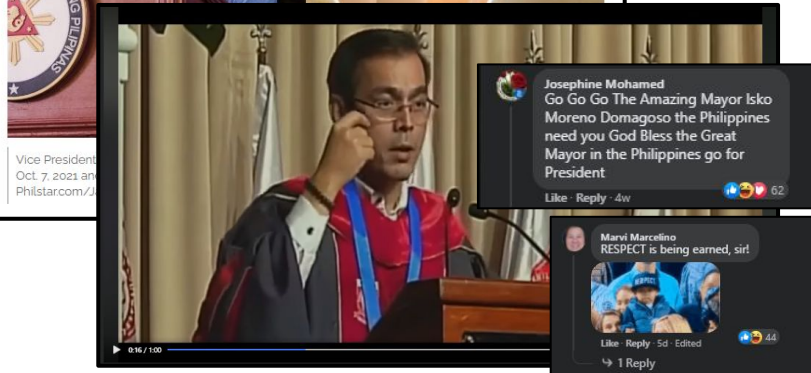 NG PILIPINAS
Vice President
Oct. 7, 2021 an
Philstar.com/J
0:16 / 1:00
Josephine Mohamed
Go Go Go The Amazing Mayor Isko
Moreno Domagoso the Philippines
need you God Bless the Great
Mayor in the Philippines go for
President
Like · Reply · 4w
62
Marvi Marcelino
RESPECT is being earned, sir!
Like · Reply · 5d · Edited
44
1 Reply